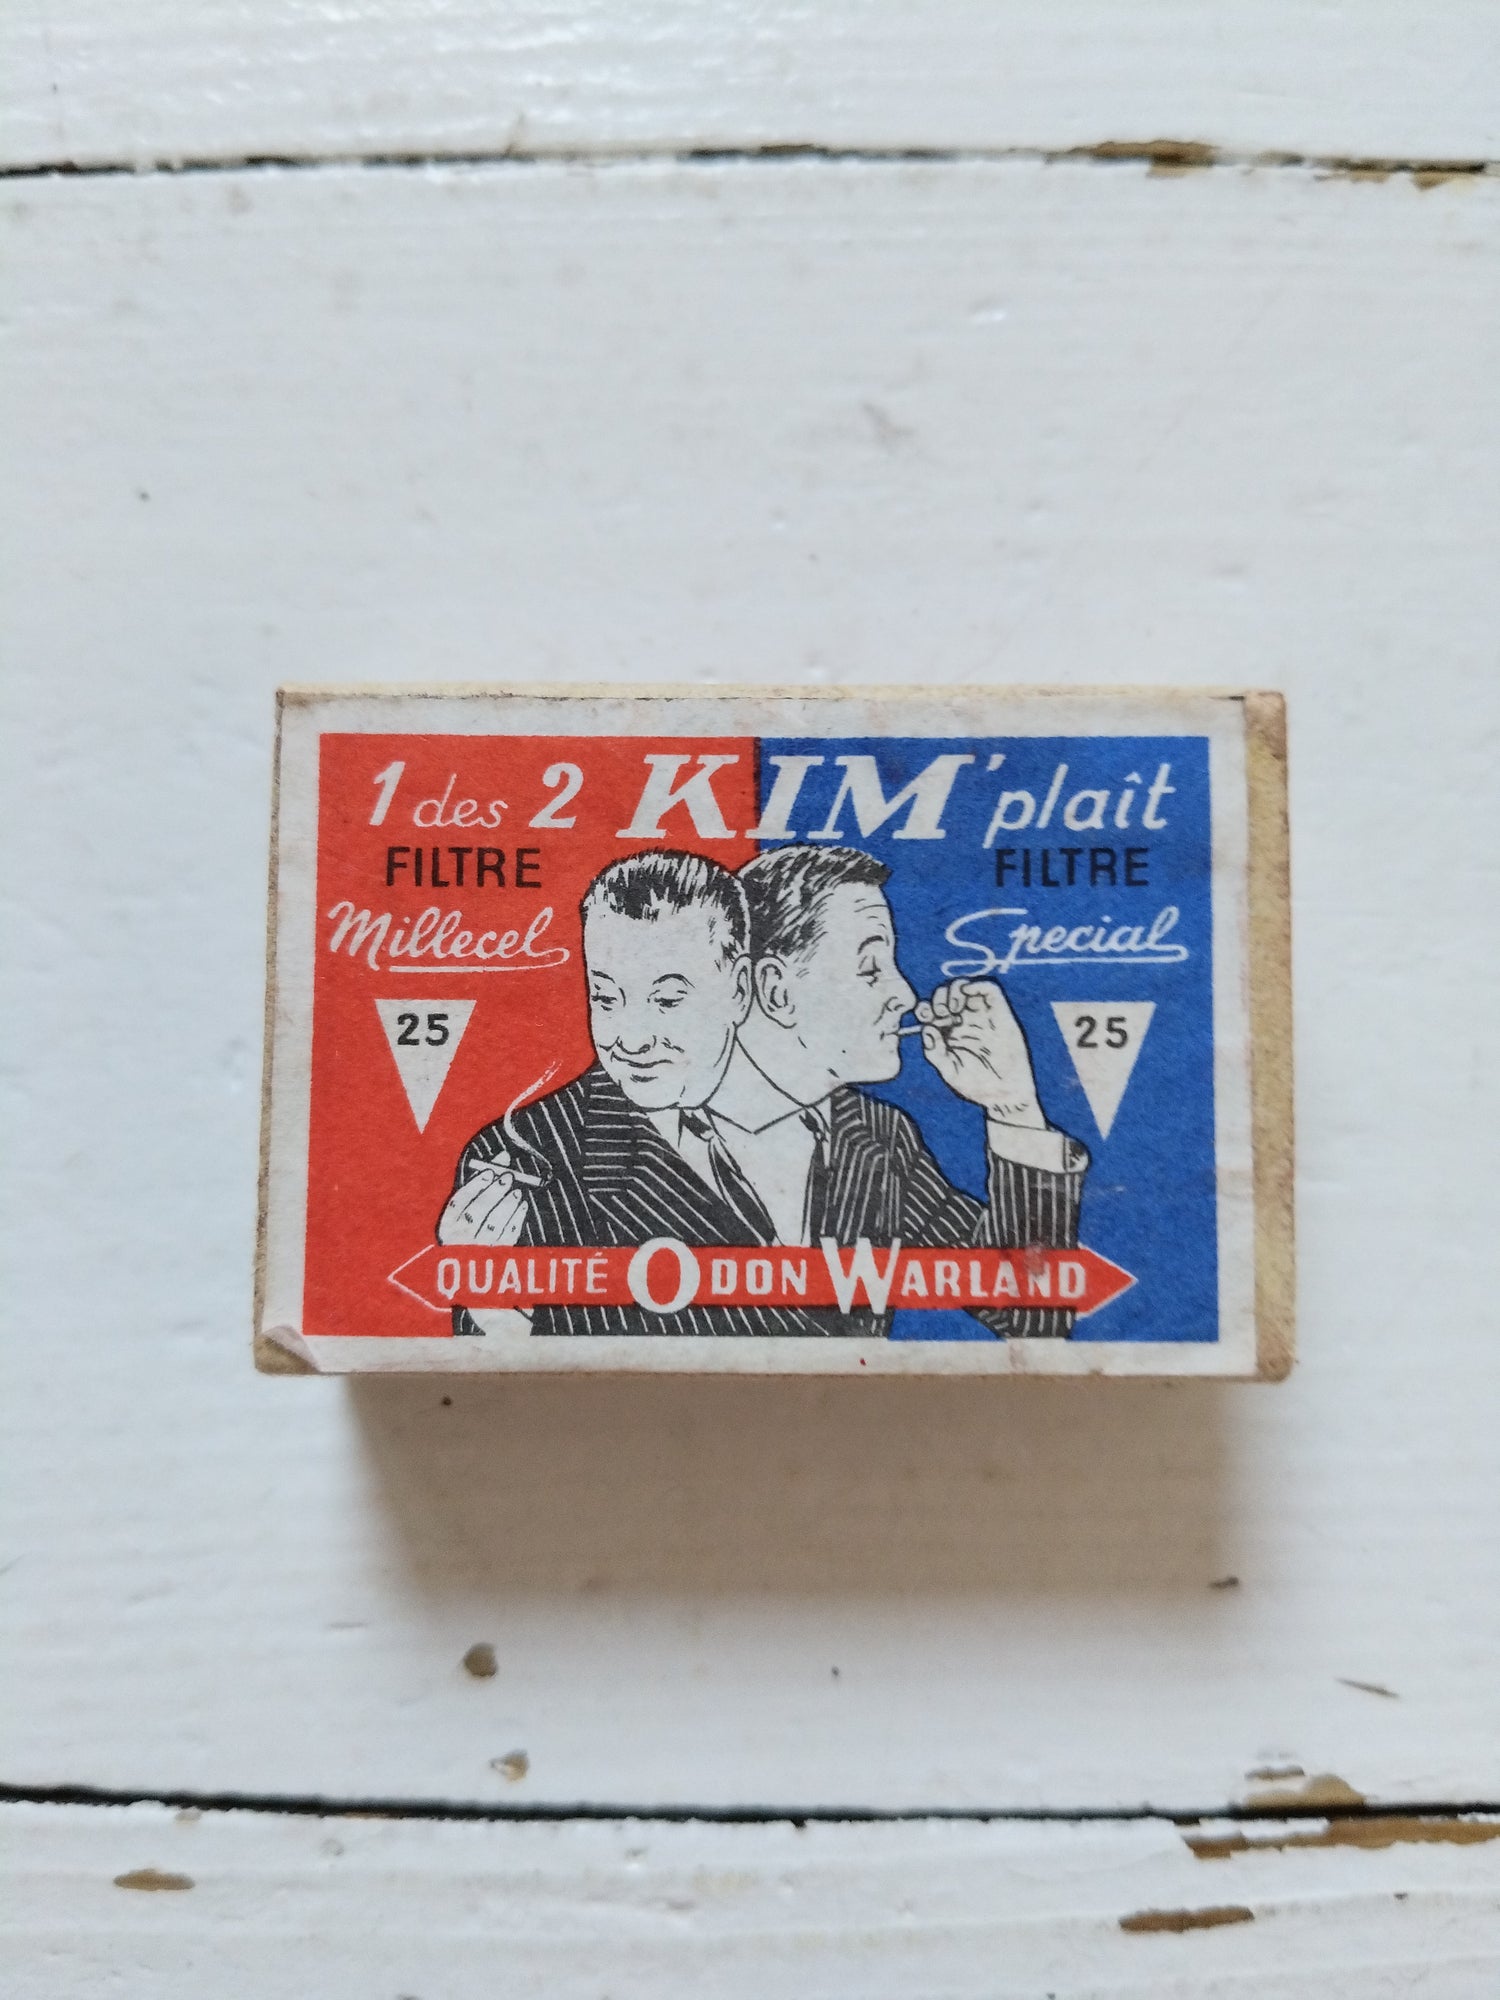 1 des 2 KIM' plaît
FILTRE
Millecel
25
FILTRE
Special
25
QUALITÉ ODON WARLAND